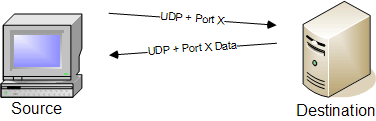 UDP + Port X
UDP + Port X Data
Source
Destination